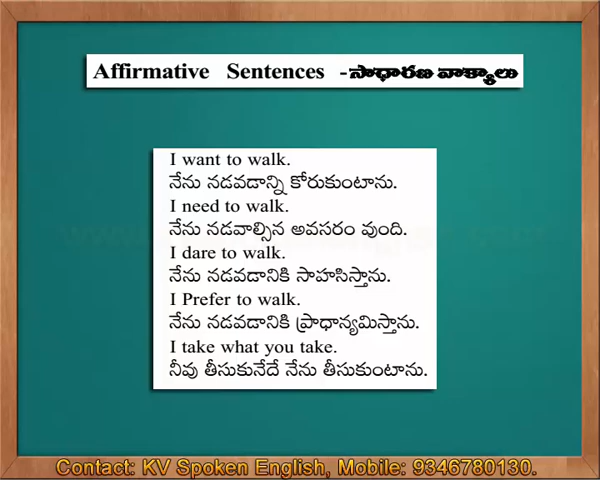 Affirmative Sentences -సాధారణ వాక్యాలు
I want to walk.
నేను నడవడాన్ని కోరుకుంటాను.
I need to walk.
నేను నడవాల్సిన అవసరం వుంది.
I dare to walk.
నేను నడవడానికి సాహసిస్తాను.
I Prefer to walk.
నేను నడవడానికి ప్రాధాన్యమిస్తాను.
I take what you take.
నీవు తీసుకునేదే నేను తీసుకుంటాను.
Contact: KV Spoken English, Mobile: 9346780130.